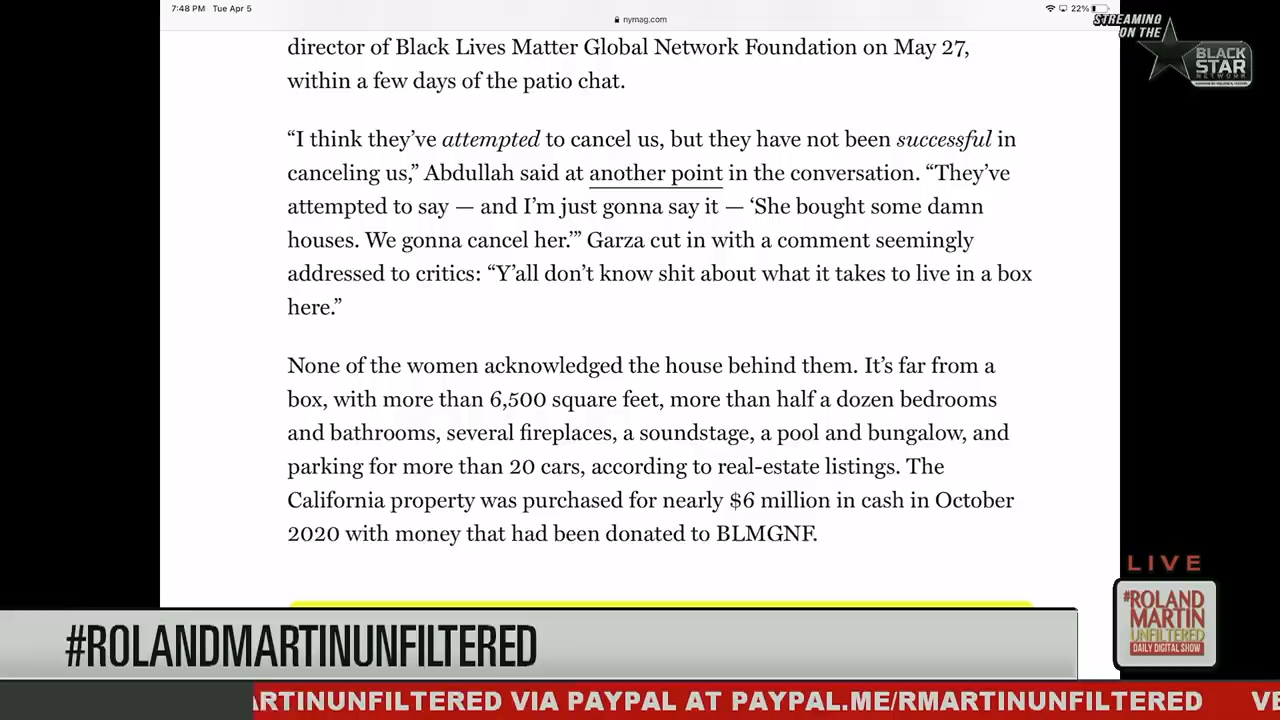 7:48 PM Tue Apr 5
nymag.com
22%
STREAMING
ON THE
BLACK
STAR
NETWORK
director of Black Lives Matter Global Network Foundation on May 27,
within a few days of the patio chat.
“I think they’ve attempted to cancel us, but they have not been successful in
canceling us,” Abdullah said at another point in the conversation. “They’ve
attempted to say — and I’m just gonna say it — ‘She bought some damn
houses. We gonna cancel her.’” Garza cut in with a comment seemingly
addressed to critics: “Y’all don’t know shit about what it takes to live in a box
here.”
None of the women acknowledged the house behind them. It’s far from a
box, with more than 6,500 square feet, more than half a dozen bedrooms
and bathrooms, several fireplaces, a soundstage, a pool and bungalow, and
parking for more than 20 cars, according to real-estate listings. The
California property was purchased for nearly $6 million in cash in October
2020 with money that had been donated to BLMGNF.
LIVE
#ROLAND
MARTIN
UNFILTERED
DAILY DIGITAL SHOW
#ROLANDMARTINUNFILTERED
ARTINUNFILTERED VIA PAYPAL AT PAYPAL.ME/RMARTINUNFILTERED VE